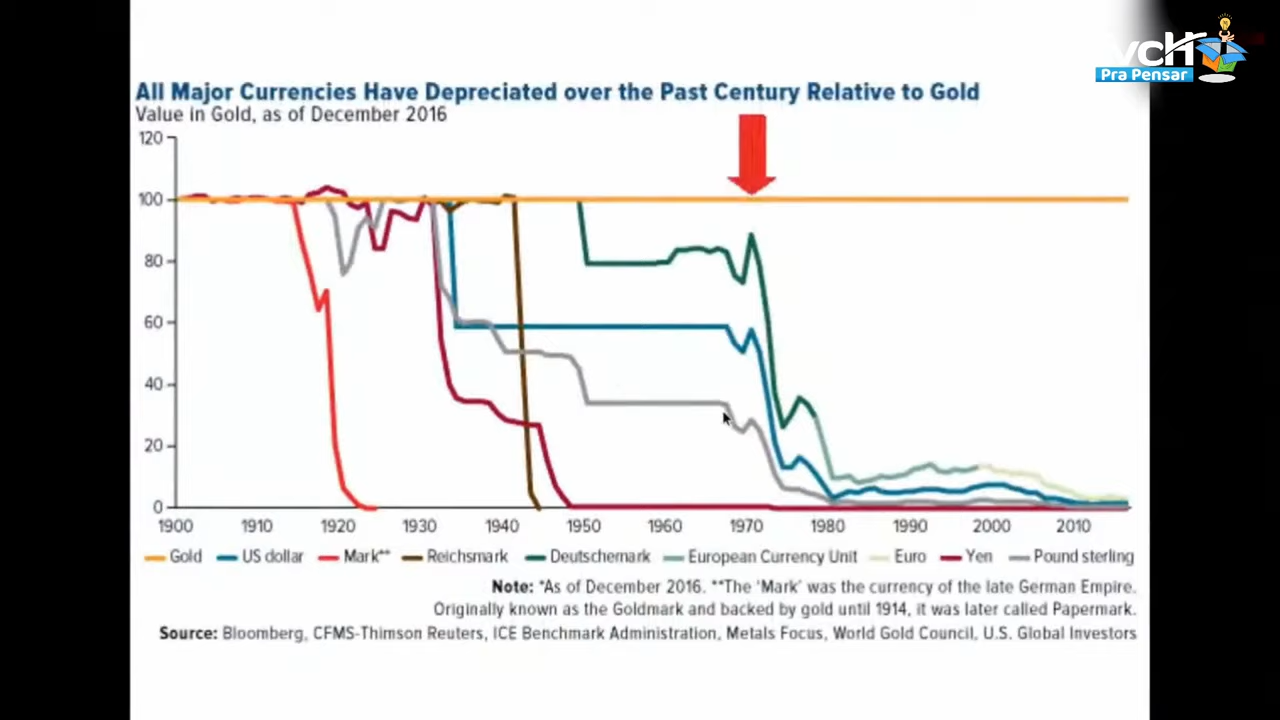 vcH
Pra Pensar
All Major Currencies Have Depreciated over the Past Century Relative to Gold
Value in Gold, as of December 2016
120
100
80
60
40
20
0
1900 1910 1920 1930 1940 1950 1960 1970 1980 1990 2000 2010
Gold US dollar Mark** Reichsmark Deutschemark European Currency Unit Euro Yen Pound sterling
Note: *As of December 2016. **The 'Mark' was the currency of the late German Empire.
Originally known as the Goldmark and backed by gold until 1914, it was later called Papermark.
Source: Bloomberg, CFMS-Thimson Reuters, ICE Benchmark Administration, Metals Focus, World Gold Council, U.S. Global Investors